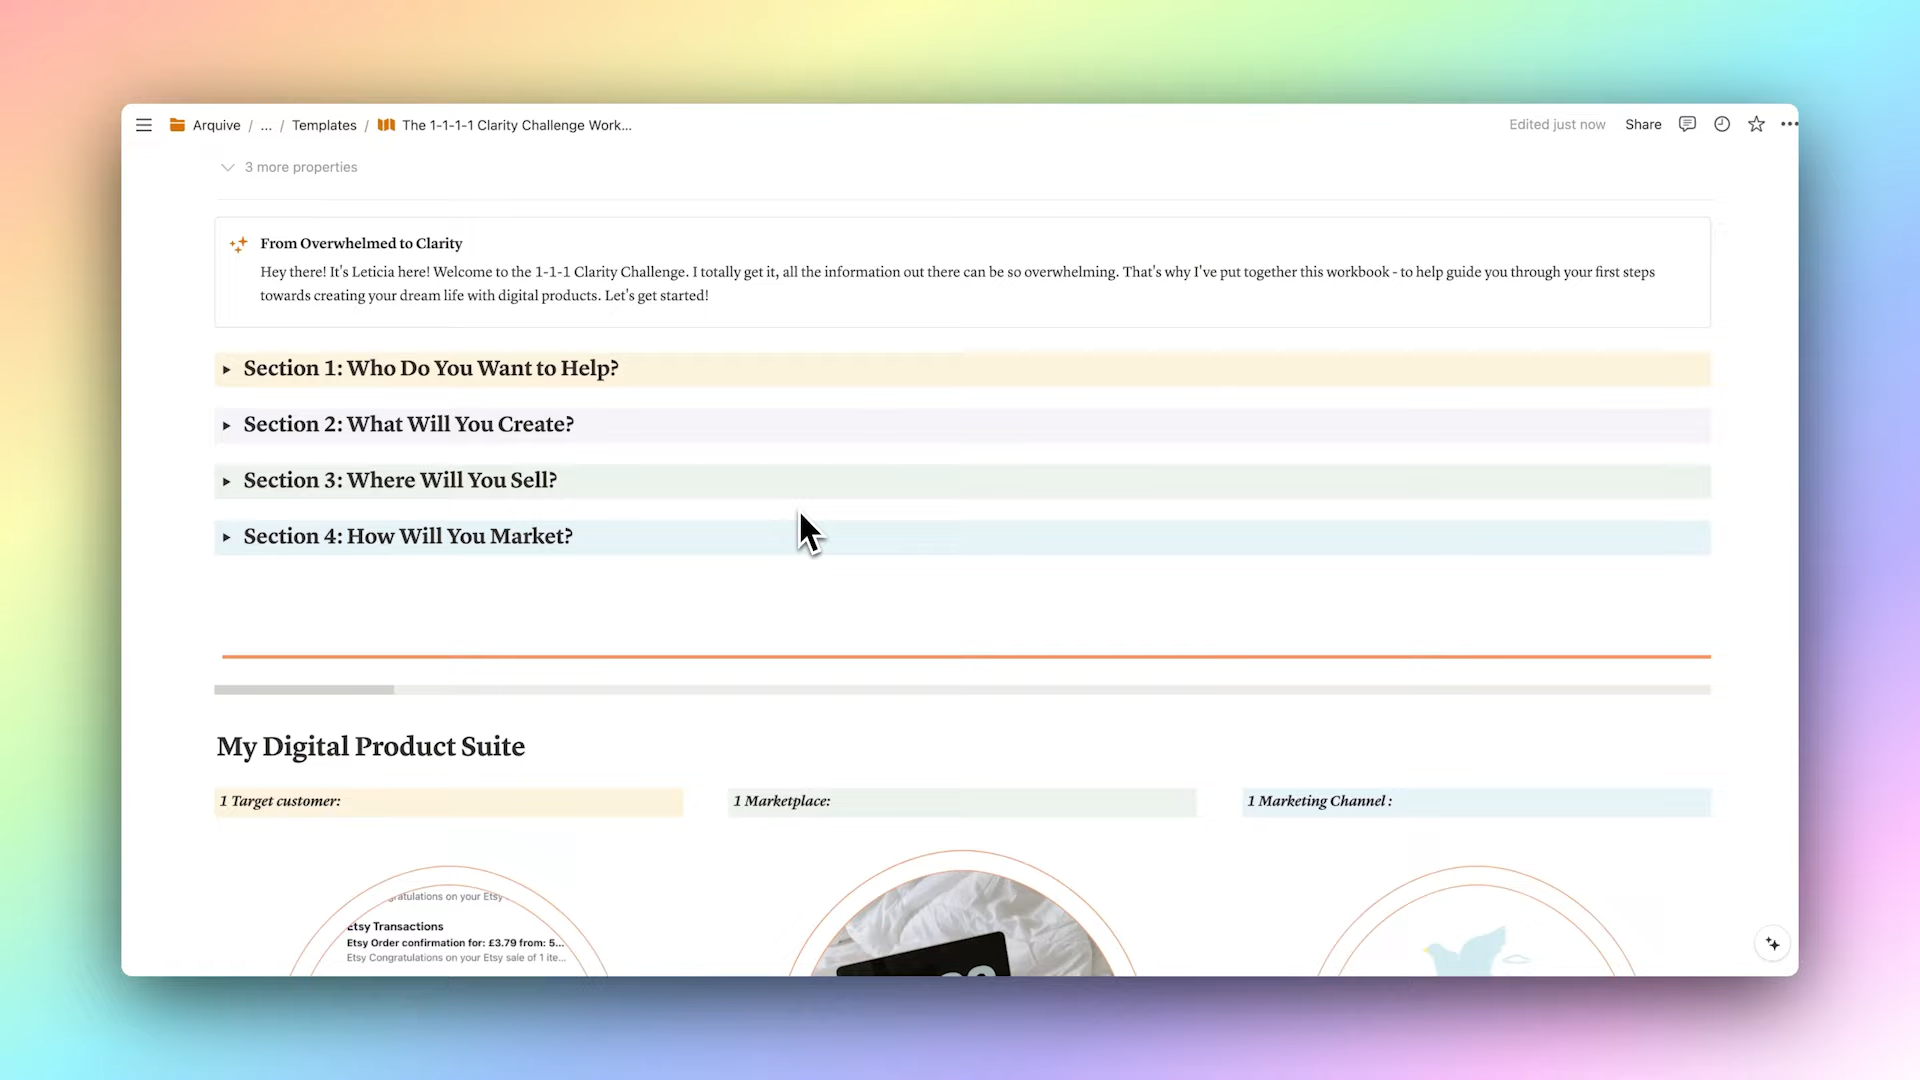 Arquive / ... / Templates / The 1-1-1-1 Clarity Challenge Work...
Edited just now Share
3 more properties
From Overwhelmed to Clarity
Hey there! It's Leticia here! Welcome to the 1-1-1 Clarity Challenge. I totally get it, all the information out there can be so overwhelming. That's why I've put together this workbook - to help guide you through your first steps
towards creating your dream life with digital products. Let's get started!
Section 1: Who Do You Want to Help?
Section 2: What Will You Create?
Section 3: Where Will You Sell?
Section 4: How Will You Market?
My Digital Product Suite
1 Target customer:
1 Marketplace:
1 Marketing Channel :
on your Etsy
Etsy Transactions
Etsy Order confirmation for: £3.79 from: 5...
Etsy Congratulations on your Etsy sale of 1 ite...